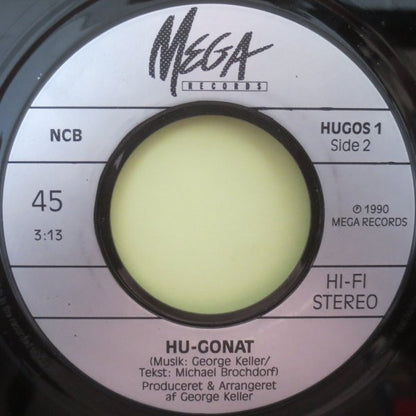 MEGA
RECORDS
NCB
HUGOS 1
Side 2
45
3:13
℗ 1990
MEGA RECORDS
HI-FI
STEREO
HU-GONAT
(Musik: George Keller/
Tekst: Michael Brochdorf)
Produceret & Arrangeret
af George Keller